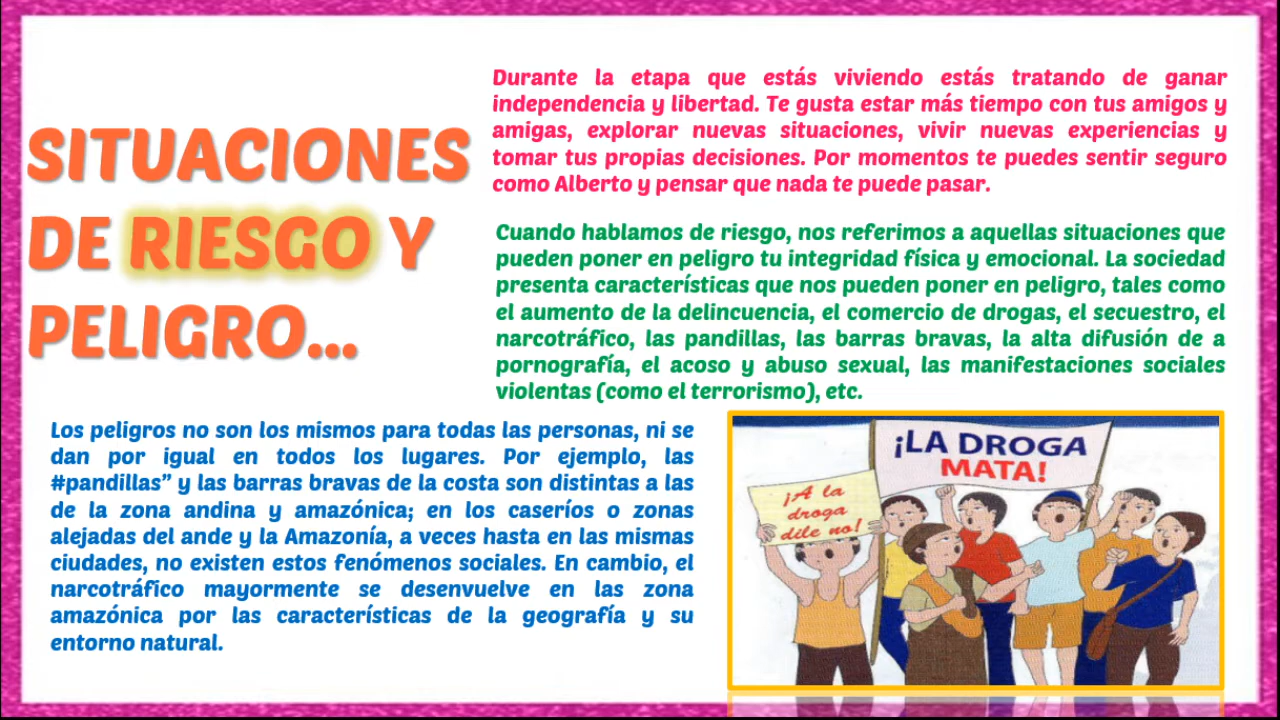 SITUACIONES
DE RIESGO Y
PELIGRO...
Durante la etapa que estás viviendo estás tratando de ganar
independencia y libertad. Te gusta estar más tiempo con tus amigos y
amigas, explorar nuevas situaciones, vivir nuevas experiencias y
tomar tus propias decisiones. Por momentos te puedes sentir seguro
como Alberto y pensar que nada te puede pasar.
Cuando hablamos de riesgo, nos referimos a aquellas situaciones que
pueden poner en peligro tu integridad física y emocional. La sociedad
presenta características que nos pueden poner en peligro, tales como
el aumento de la delincuencia, el comercio de drogas, el secuestro, el
narcotráfico, las pandillas, las barras bravas, la alta difusión de a
pornografía, el acoso y abuso sexual, las manifestaciones sociales
violentas (como el terrorismo), etc.
Los peligros no son los mismos para todas las personas, ni se
dan por igual en todos los lugares. Por ejemplo, las
#pandillas” y las barras bravas de la costa son distintas a las
de la zona andina y amazónica; en los caseríos o zonas
alejadas del ande y la Amazonía, a veces hasta en las mismas
ciudades, no existen estos fenómenos sociales. En cambio, el
narcotráfico mayormente se desenvuelve en las zona
amazónica por las características de la geografía y su
entorno natural.
¡LA DROGA
MATA!
¡A la
droga
dile no!